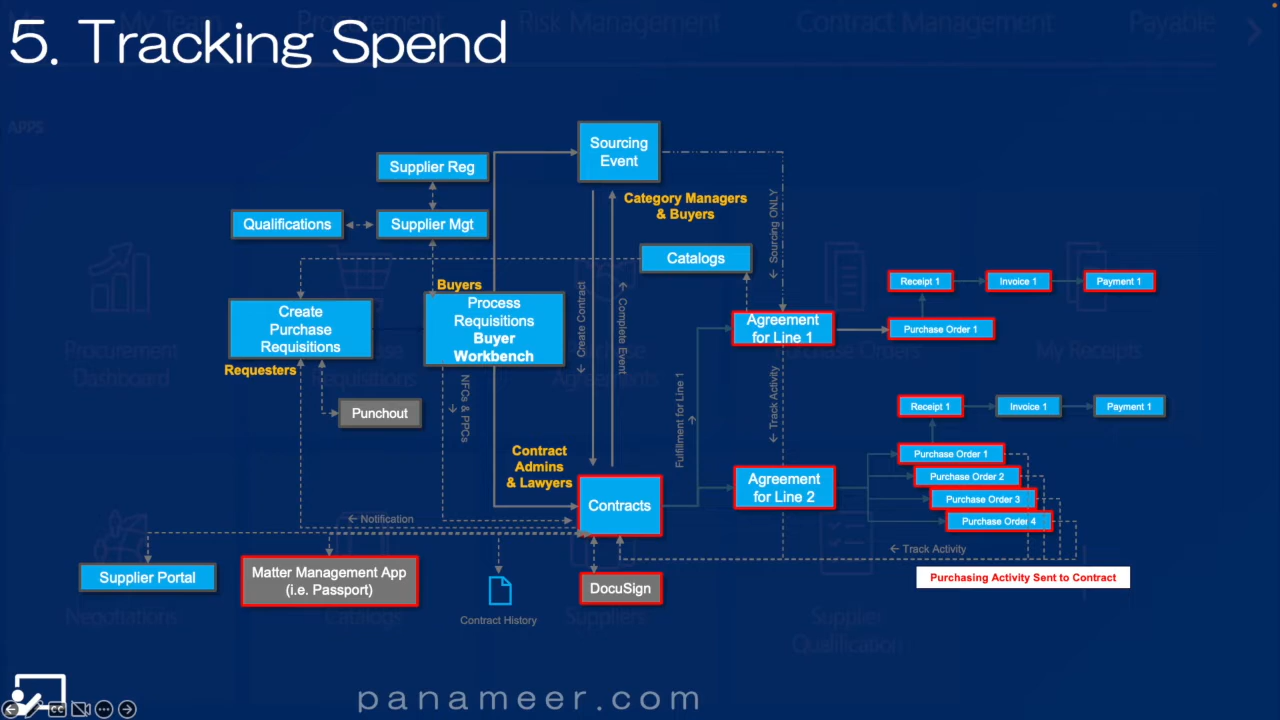 My Team Procurement Risk Management Contract Management Payable
5. Tracking Spend
APPS
Sourcing
Event
Supplier Reg
Category Managers
& Buyers
Qualifications
Supplier Mgt
← Sourcing ONLY
Catalogs
Buyers
Receipt 1
Invoice 1
Payment 1
Create
Purchase
Requisitions
Process
Requisitions
Buyer
Workbench
← Create Contract
Complete Event →
Agreement
for Line 1
Purchase Order 1
Requesters
Procurement
Dashboard
Requisitions
Agreements
Purchase Orders
My Receipts
Punchout
NFCs & PPCs
→
Fulfillment for Line 1 →
← Track Activity
Receipt 1
Invoice 1
Payment 1
Contract
Admins
& Lawyers
Purchase Order 1
Purchase Order 2
Purchase Order 3
Purchase Order 4
Agreement
for Line 2
Contracts
← Notification
← Track Activity
Supplier Portal
Matter Management App
(i.e. Passport)
DocuSign
Purchasing Activity Sent to Contract
Contract History
Negotiations
Catalogs
Suppliers
Supplier
Qualification
panameer.com
CC